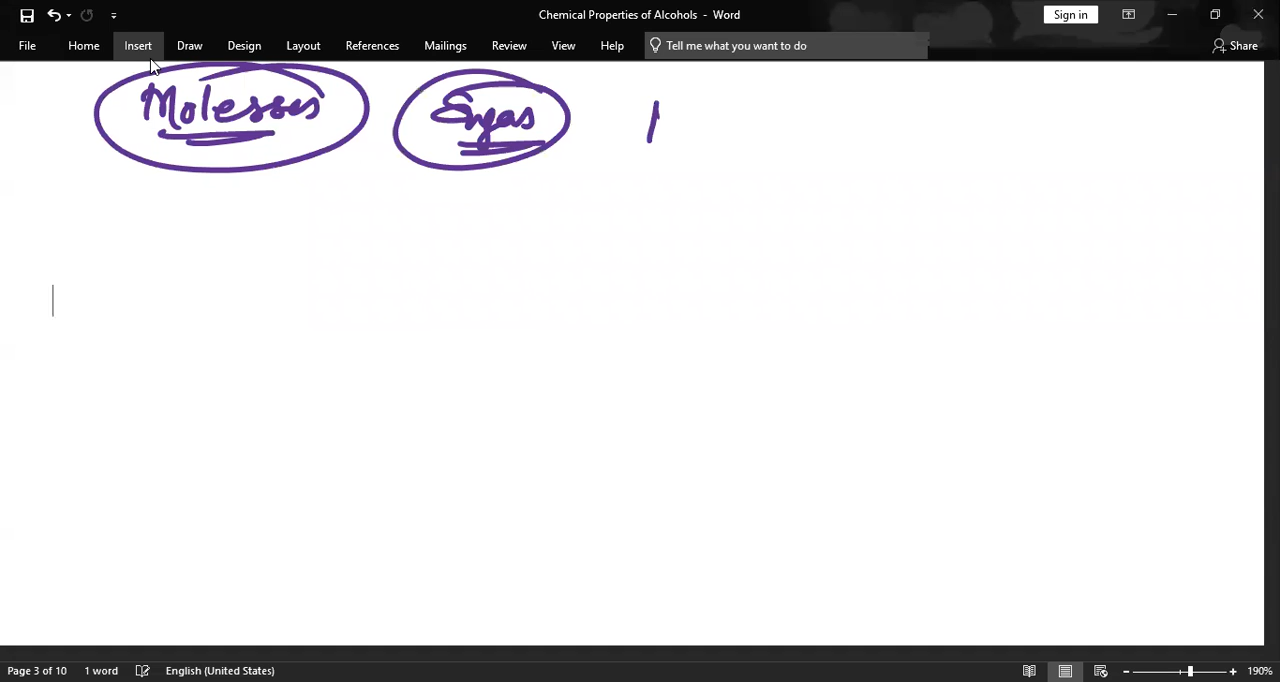 Chemical Properties of Alcohols - Word
Sign in
File Home Insert Draw Design Layout References Mailings Review View Help Tell me what you want to do Share
Molesses
Page 3 of 10 1 word English (United States) 190%